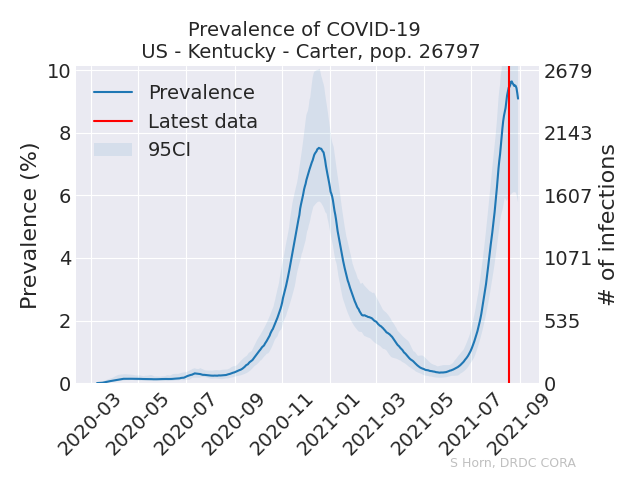 Prevalence of COVID-19
US - Kentucky - Carter, pop. 26797
Prevalence
Latest data
95CI
Prevalence (%)
10
8
6
4
2
0
2679
2143
1607
1071
535
0
# of infections
2020-03
2020-05
2020-07
2020-09
2020-11
2021-01
2021-03
2021-05
2021-07
2021-09
S Horn, DRDC CORA